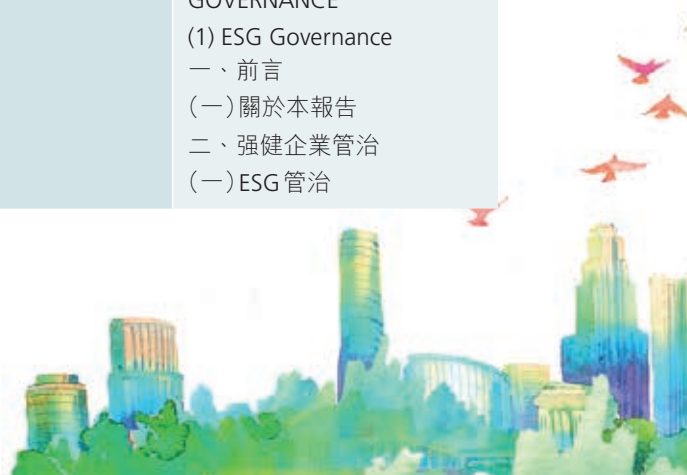 GOVERNANCE
(1) ESG Governance
一、前言
（一）關於本報告
二、强健企業管治
（一）ESG管治